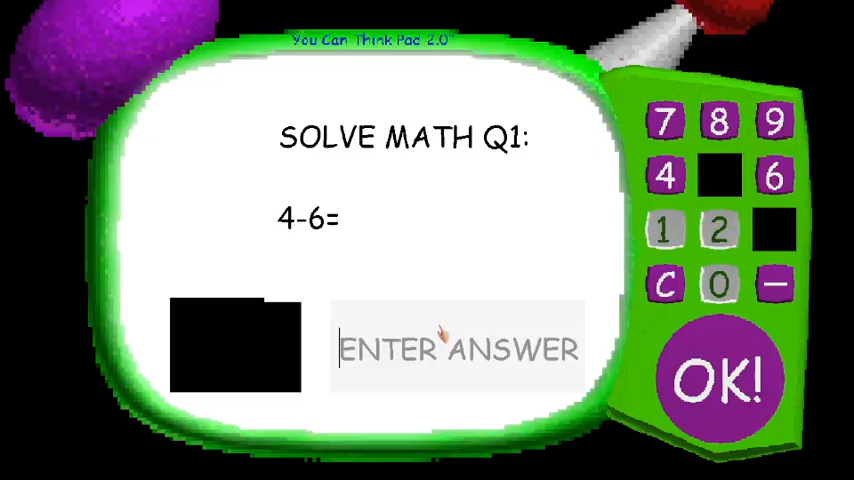 You Can Think Pad 2.0
SOLVE MATH Q1:
4-6=
ENTER ANSWER
7 8 9
4 6
1 2
C 0 —
OK!